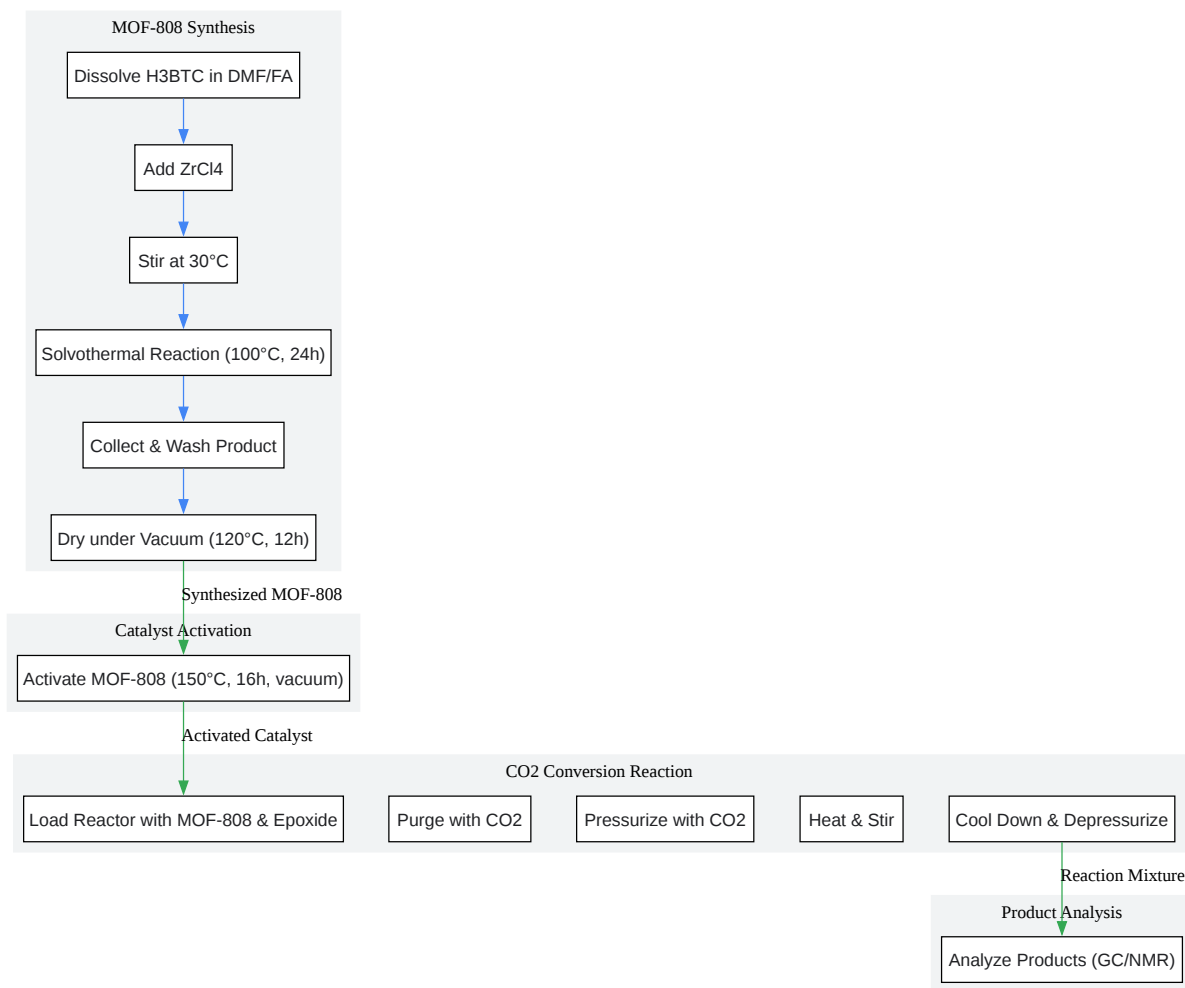 MOF-808 Synthesis
Dissolve H3BTC in DMF/FA
Add ZrCl4
Stir at 30°C
Solvothermal Reaction (100°C, 24h)
Collect & Wash Product
Dry under Vacuum (120°C, 12h)
Synthesized MOF-808
Catalyst Activation
Activate MOF-808 (150°C, 16h, vacuum)
Activated Catalyst
CO2 Conversion Reaction
Load Reactor with MOF-808 & Epoxide
Purge with CO2
Pressurize with CO2
Heat & Stir
Cool Down & Depressurize
Reaction Mixture
Product Analysis
Analyze Products (GC/NMR)